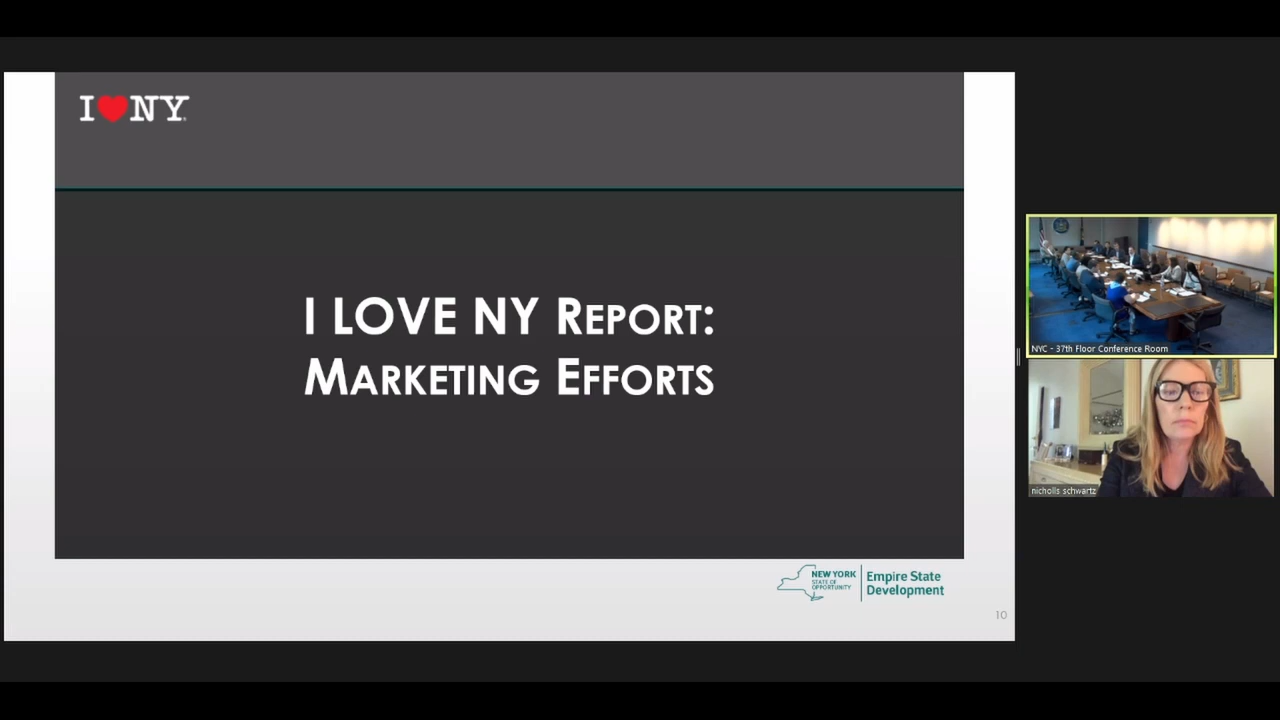 I NY
I LOVE NY REPORT:
MARKETING EFFORTS
NEW YORK
STATE OF
OPPORTUNITY
Empire State
Development
10
NYC - 37th Floor Conference Room
nicholls schwartz